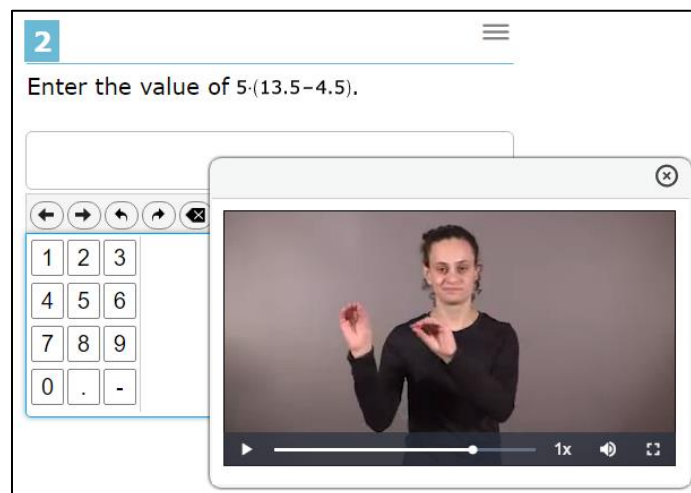 2
Enter the value of 5·(13.5–4.5).
1 2 3
4 5 6
7 8 9
0 . -
1x